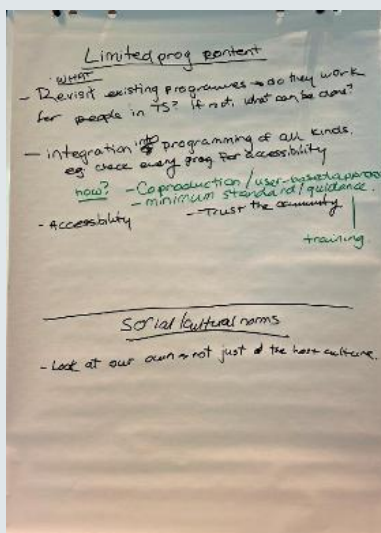 Limited prog content
WHAT
- Revisit existing programmes → do they work
for people in TS? If not, what can be done?
- integration into programming of all kinds.
eg check every prog for accessibility
how? - Coproduction / user-based approach
- minimum standard / guidance.
- Accessibility - Trust the community
training.
Social/cultural norms
- Look at our own & not just of the host culture.